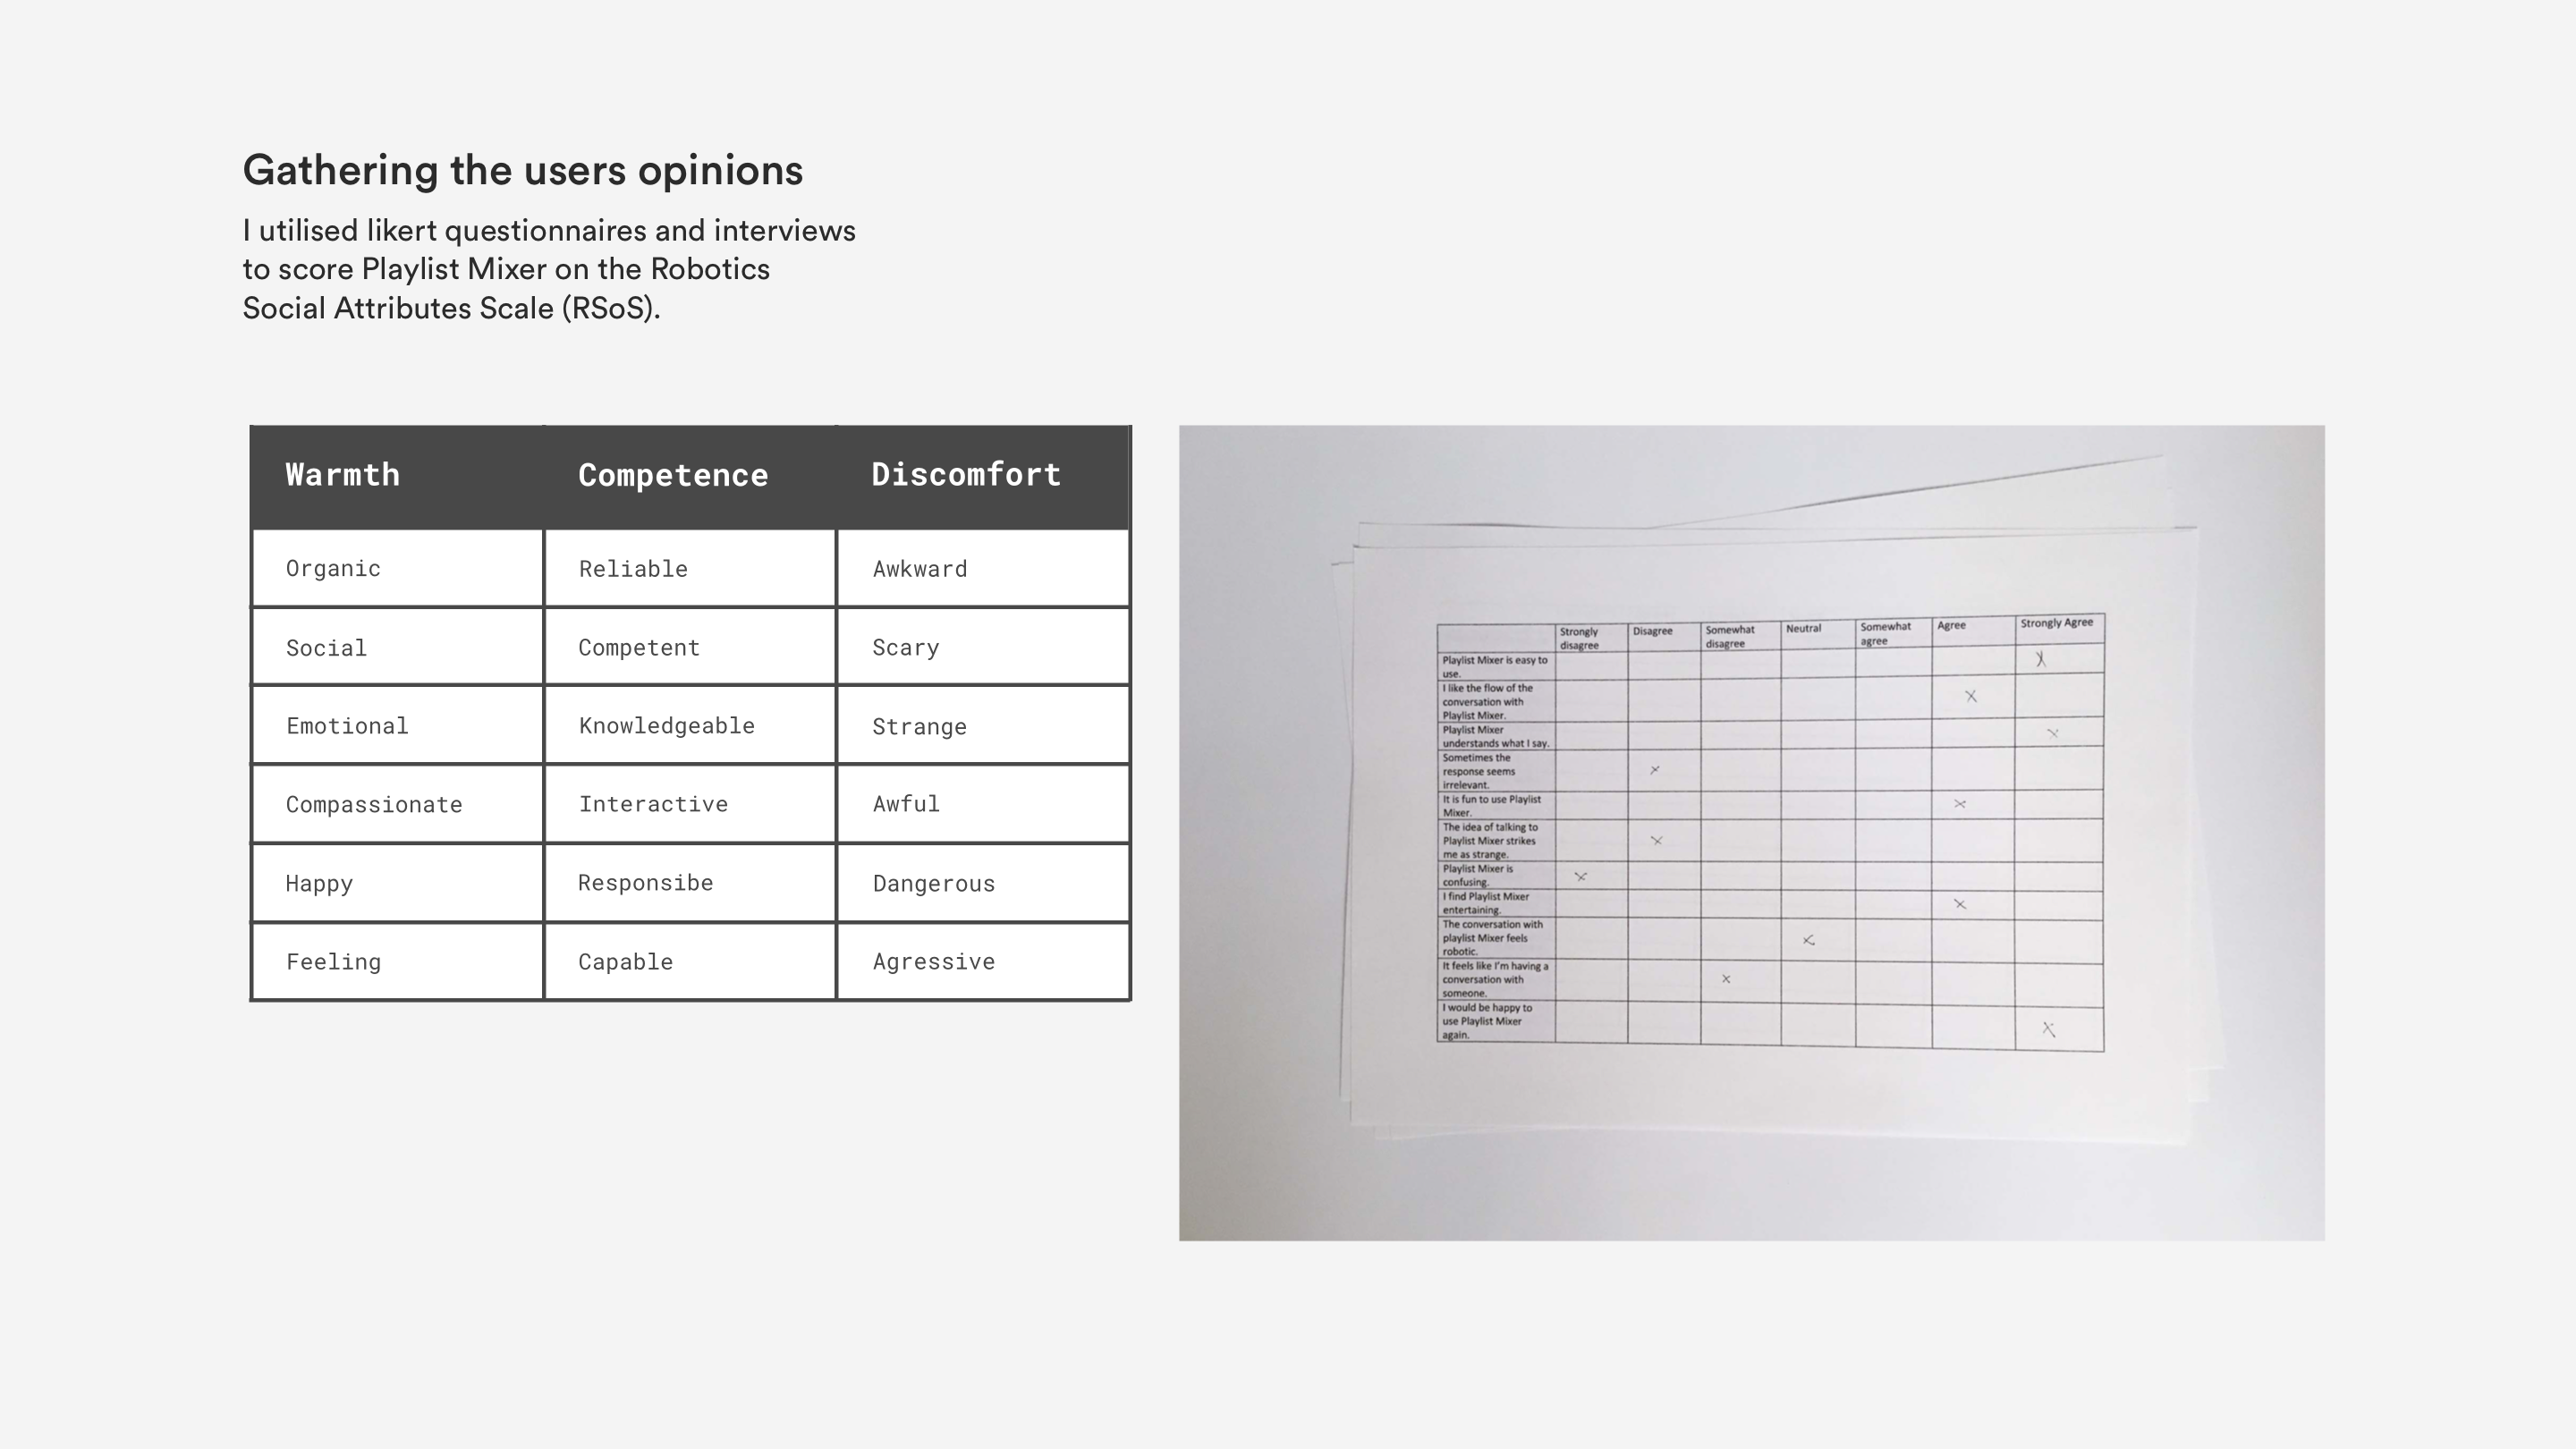 Gathering the users opinions
I utilised likert questionnaires and interviews
to score Playlist Mixer on the Robotics
Social Attributes Scale (RSoS).
Warmth Competence Discomfort
Organic Reliable Awkward
Social Competent Scary
Emotional Knowledgeable Strange
Compassionate Interactive Awful
Happy Responsibe Dangerous
Feeling Capable Agressive
Strongly disagree Disagree Somewhat disagree Neutral Somewhat agree Agree Strongly Agree
Playlist Mixer is easy to
use.
I like the flow of the
conversation with
Playlist Mixer.
Playlist Mixer
understands what I say.
Sometimes the
response seems
irrelevant.
It is fun to use Playlist
Mixer.
The idea of talking to
Playlist Mixer strikes
me as strange.
Playlist Mixer is
confusing.
I find Playlist Mixer
entertaining.
The conversation with
playlist Mixer feels
robotic.
It feels like I'm having a
conversation with
someone.
I would be happy to
use Playlist Mixer
again.